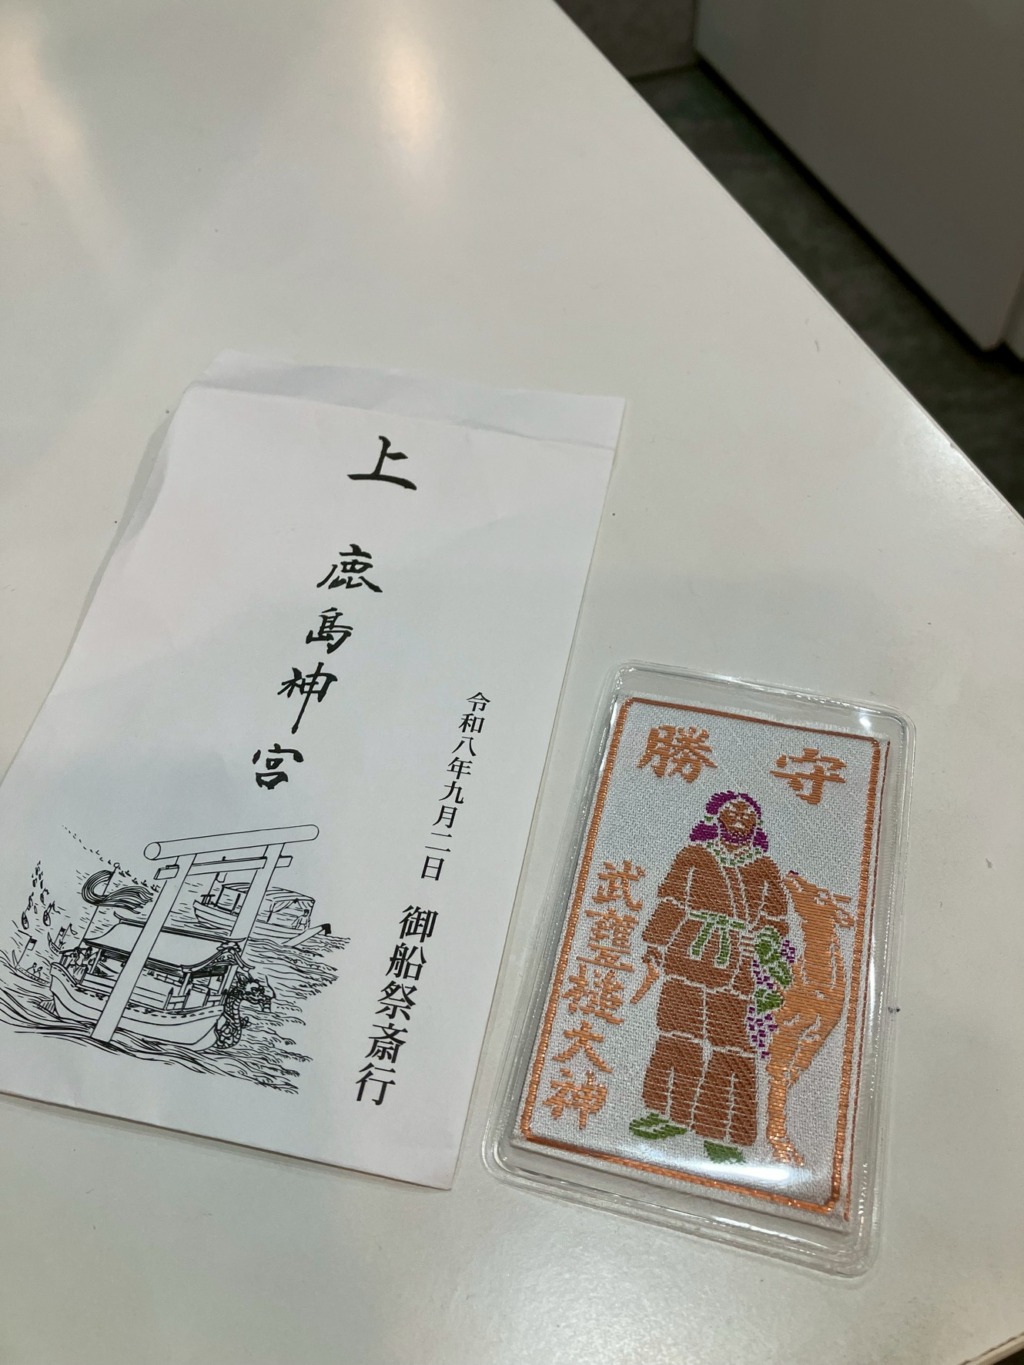 上 鹿島神宮
令和八年九月二日 御船祭斎行
勝守
武甕槌大神